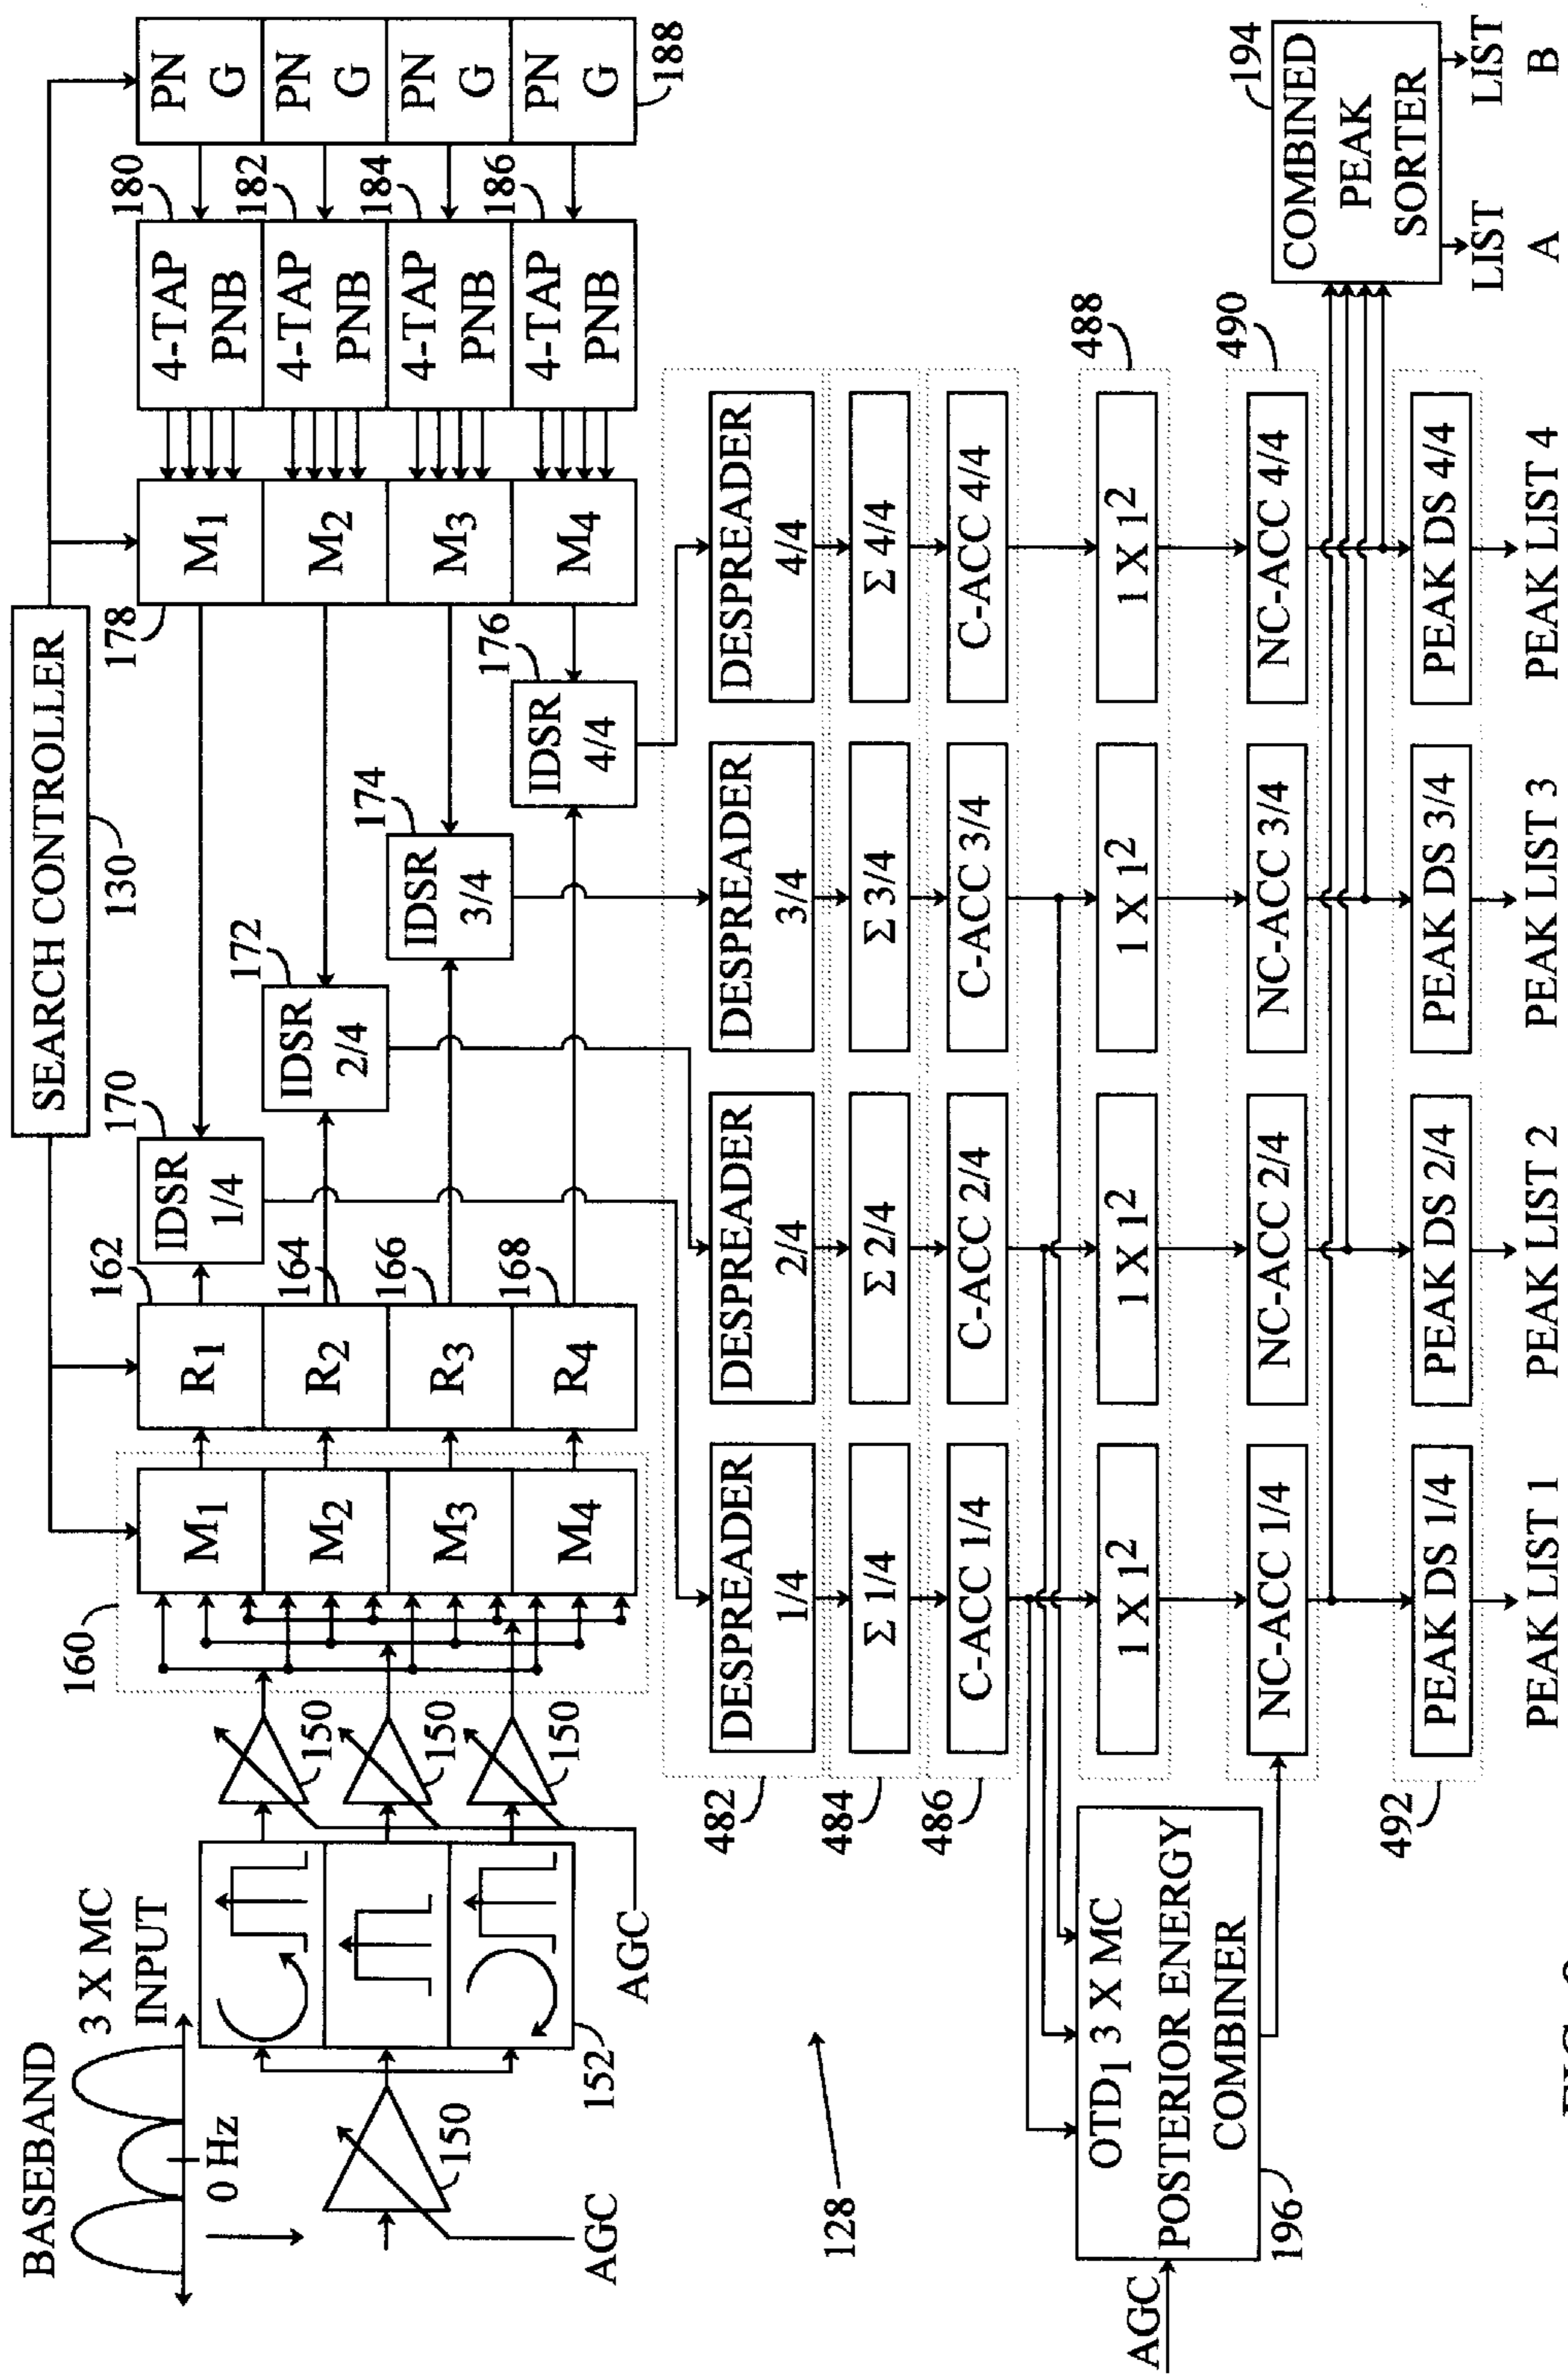 BASEBAND
3 X MC
INPUT
0 Hz
AGC
150
152
AGC
150
150
150
160
SEARCH CONTROLLER
130
M1
M2
M3
M4
R1
R2
R3
R4
162
164
166
168
170
IDSR
1/4
172
IDSR
2/4
174
IDSR
3/4
176
IDSR
4/4
178
M1
M2
M3
M4
180
4-TAP
PNB
182
4-TAP
PNB
184
4-TAP
PNB
186
4-TAP
PNB
PN
G
PN
G
PN
G
PN
G
188
128
482
DESPREADER
1/4
DESPREADER
2/4
DESPREADER
3/4
DESPREADER
4/4
484
Σ 1/4
Σ 2/4
Σ 3/4
Σ 4/4
486
C-ACC 1/4
C-ACC 2/4
C-ACC 3/4
C-ACC 4/4
488
1 X 1²
1 X 1²
1 X 1²
1 X 1²
AGC
OTD1 3 X MC
POSTERIOR ENERGY
COMBINER
196
490
NC-ACC 1/4
NC-ACC 2/4
NC-ACC 3/4
NC-ACC 4/4
194
COMBINED
PEAK
SORTER
LIST
A
LIST
B
492
PEAK DS 1/4
PEAK DS 2/4
PEAK DS 3/4
PEAK DS 4/4
PEAK LIST 1
PEAK LIST 2
PEAK LIST 3
PEAK LIST 4